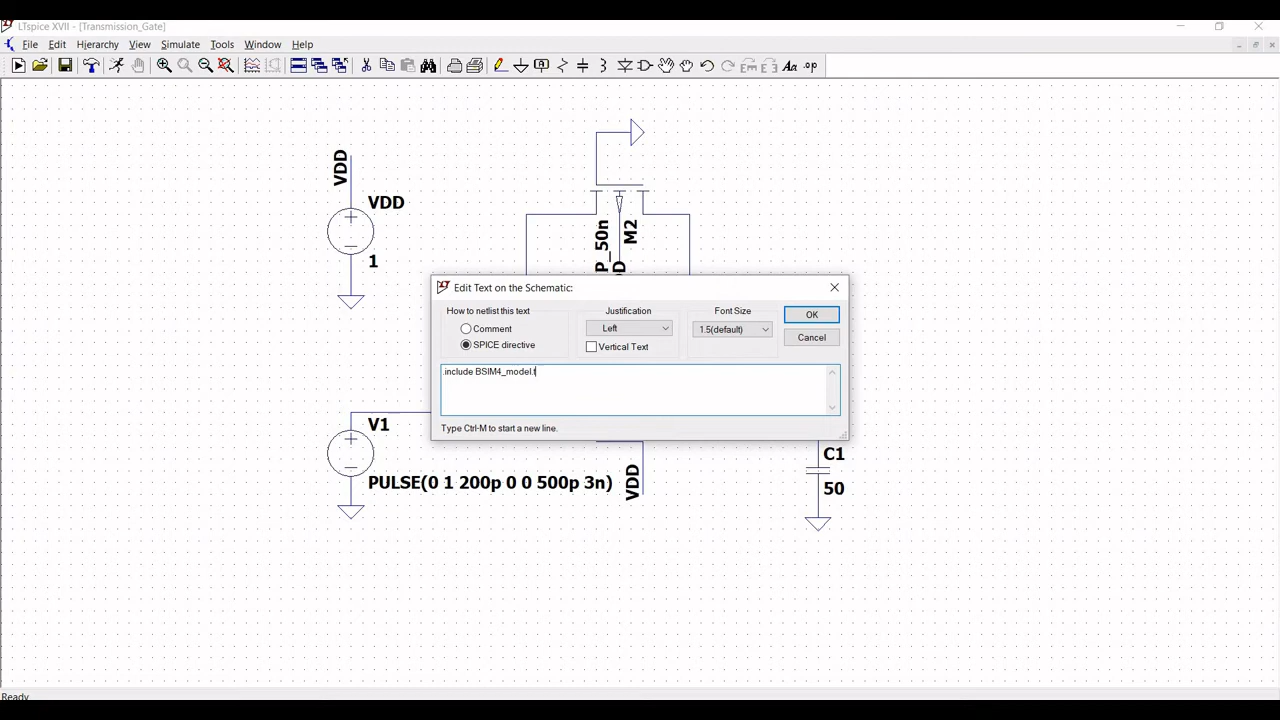 LTspice XVII - [Transmission_Gate]
File Edit Hierarchy View Simulate Tools Window Help
Aa .op
VDD
VDD
1
P_50n
M2
VDD
Edit Text on the Schematic:
How to netlist this text
Comment
SPICE directive
Justification
Left
Vertical Text
Font Size
1.5(default)
OK
Cancel
.include BSIM4_model.t
Type Ctrl-M to start a new line.
V1
PULSE(0 1 200p 0 0 500p 3n)
VDD
C1
50
Ready